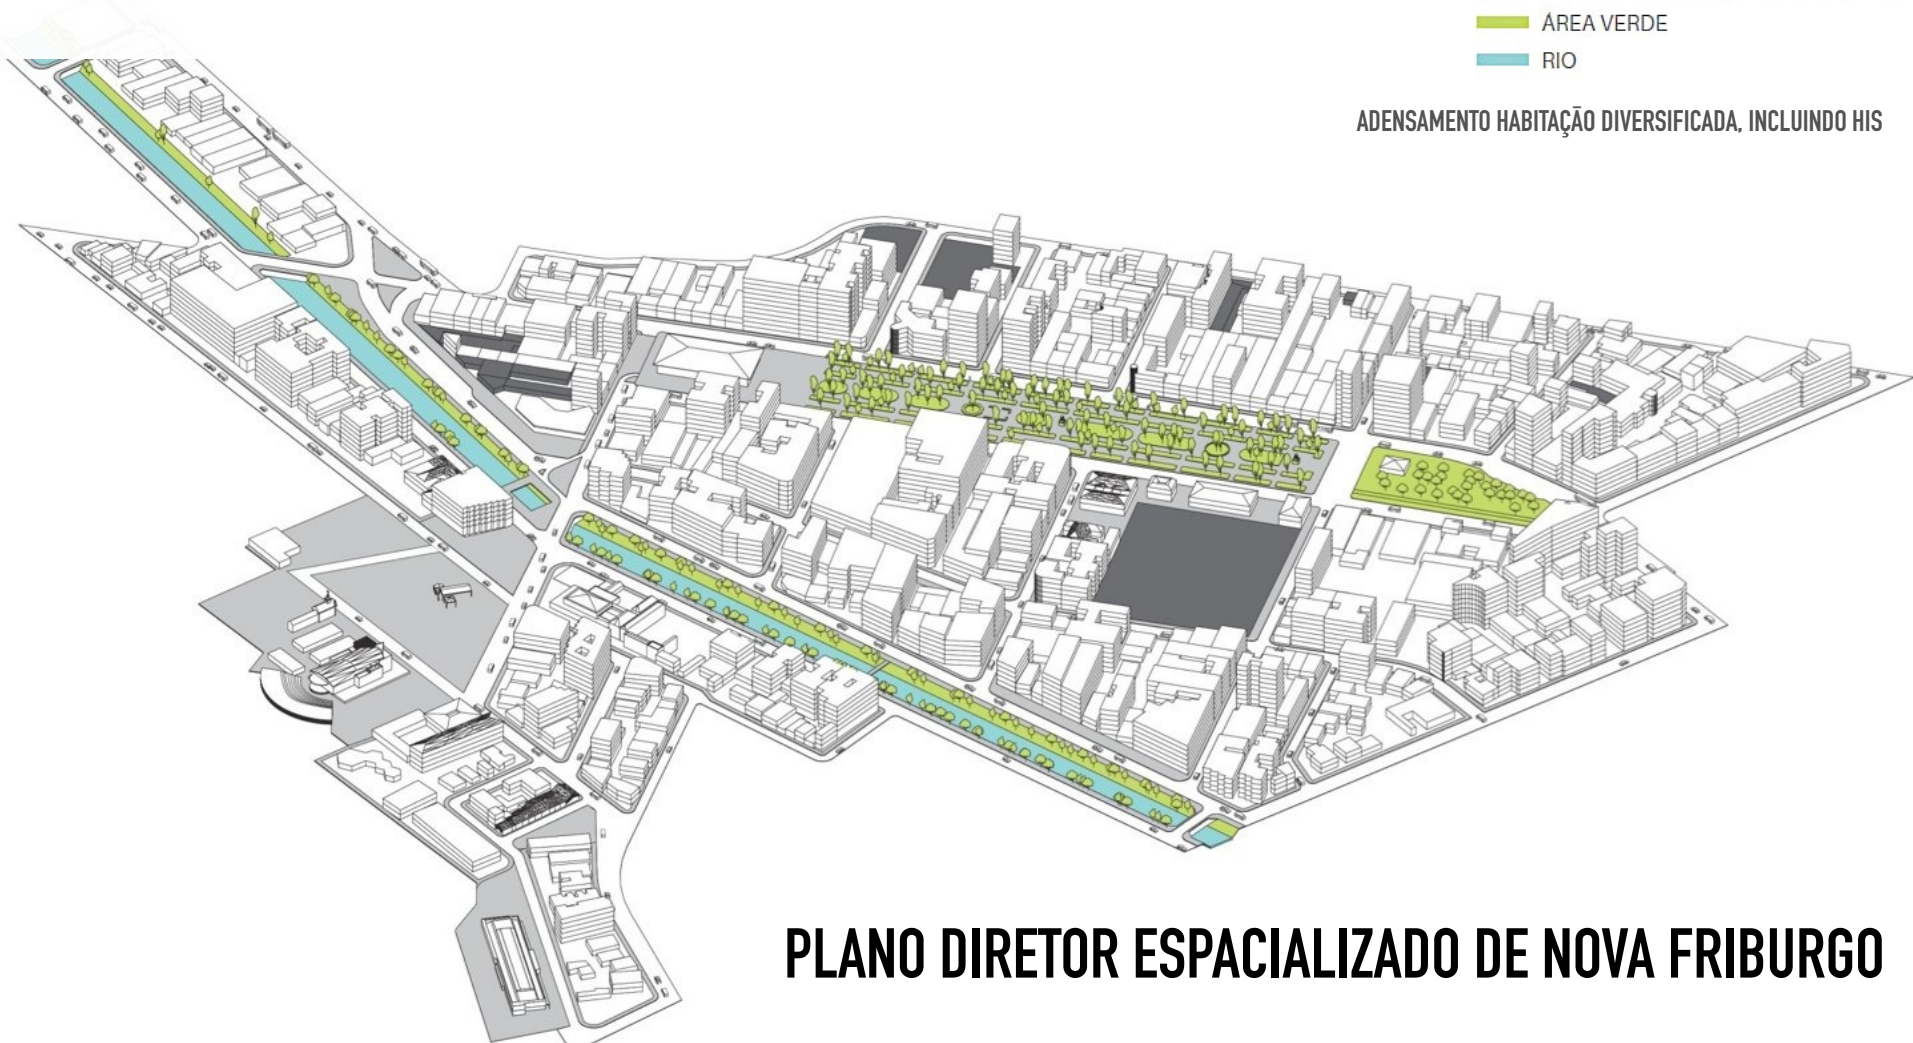 ÁREA VERDE
RIO
ADENSAMENTO HABITAÇÃO DIVERSIFICADA, INCLUINDO HIS
PLANO DIRETOR ESPACIALIZADO DE NOVA FRIBURGO